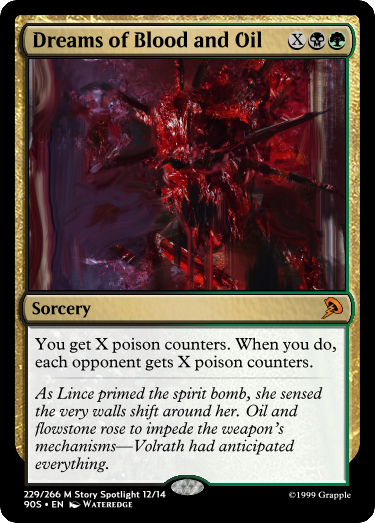 Dreams of Blood and Oil X
Sorcery
You get X poison counters. When you do,
each opponent gets X poison counters.
As Lince primed the spirit bomb, she sensed
the very walls shift around her. Oil and
flowstone rose to impede the weapon's
mechanisms—Volrath had anticipated
everything.
229/266 M Story Spotlight 12/14
90S • EN WATEREDGE
©1999 Grapple